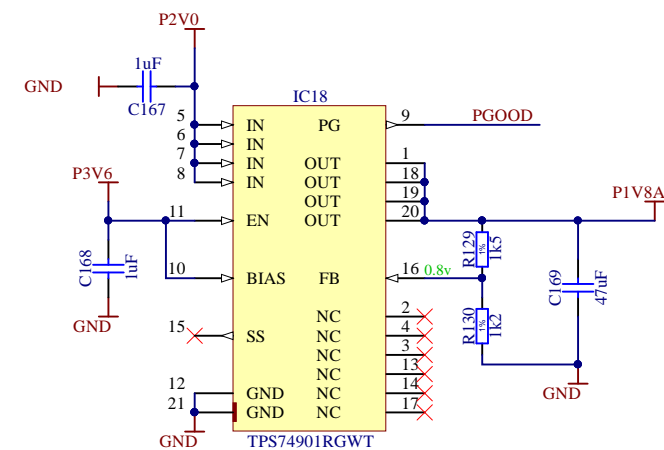 P2V0
1uF
GND
C167
IC18
5 IN PG 9 PGOOD
6 IN
7 IN OUT 1
8 IN OUT 18
OUT 19
P3V6
P1V8A
11 EN OUT 20
R129 1% 1k5
C168 1uF
10 BIAS FB 16 0.8v
C169 47uF
R130 1% 1k2
GND
NC 2
15 SS NC 4
NC 3
NC 13
12 GND NC 14
21 GND NC 17
GND
GND
TPS74901RGWT